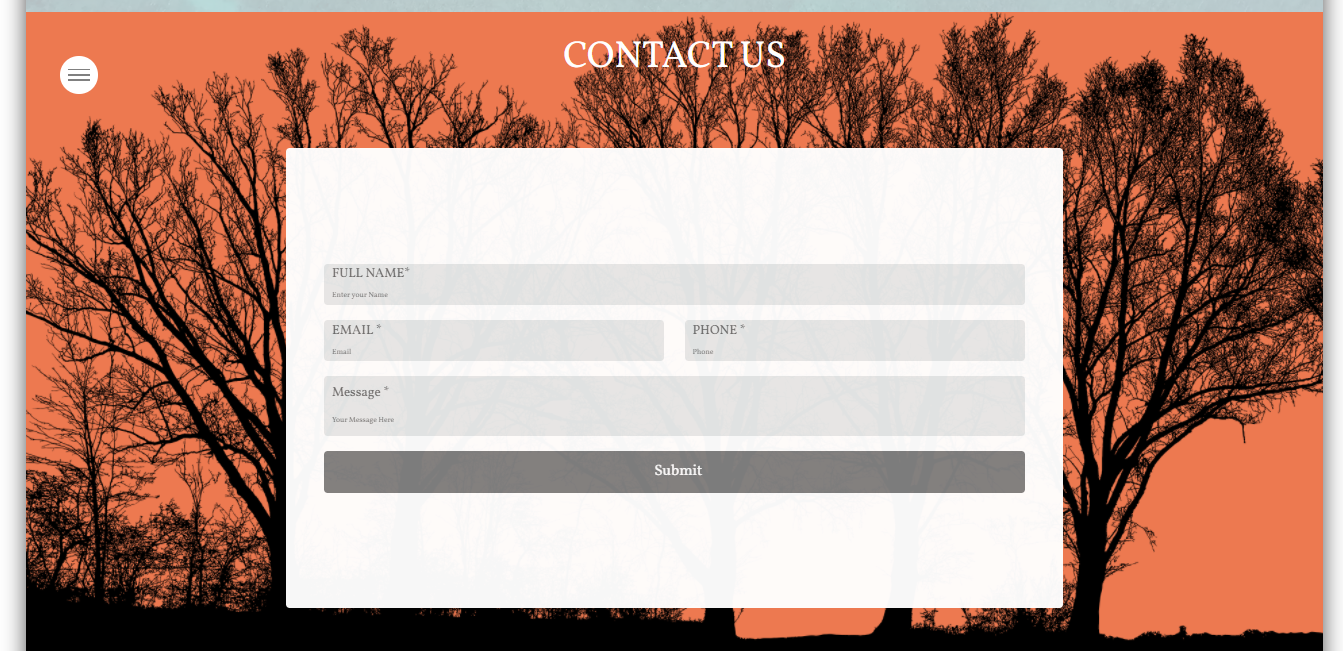 CONTACT US
FULL NAME*
Enter your Name
EMAIL *
Email
PHONE *
Phone
Message *
Your Message Here
Submit